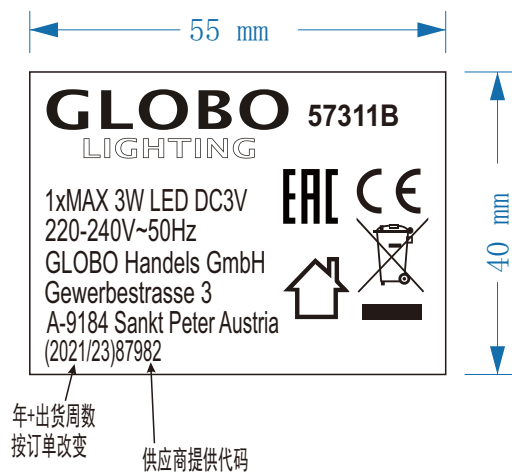 55 mm
GLOBO 57311B
LIGHTING
1xMAX 3W LED DC3V
220-240V~50Hz
GLOBO Handels GmbH
Gewerbestrasse 3
A-9184 Sankt Peter Austria
(2021/23)87982
EAC CE
40 mm
年+出货周数
按订单改变
供应商提供代码